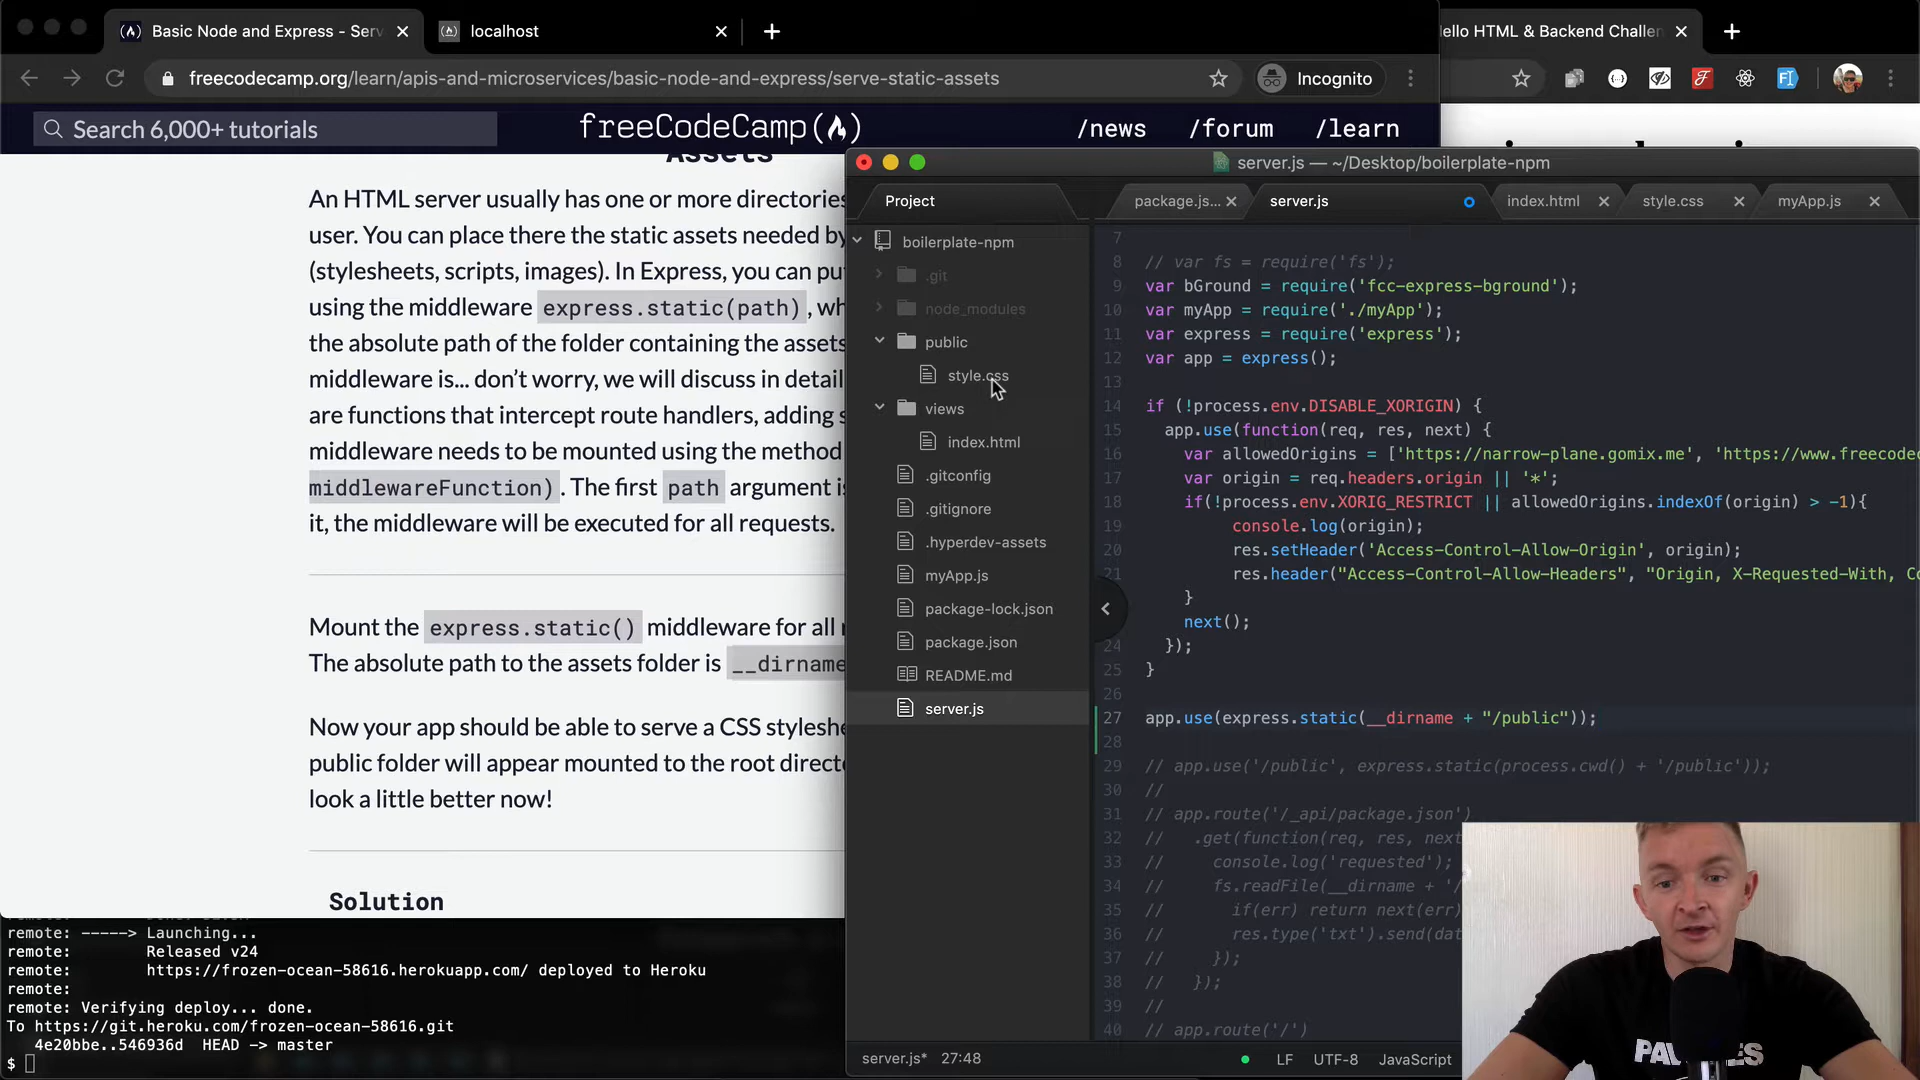 Basic Node and Express - Serv
localhost
ello HTML & Backend Challen
freecodecamp.org/learn/apis-and-microservices/basic-node-and-express/serve-static-assets
Incognito
Search 6,000+ tutorials
freeCodeCamp
/news
/forum
/learn
Assets
An HTML server usually has one or more directories
user. You can place there the static assets needed by
(stylesheets, scripts, images). In Express, you can put
using the middleware express.static(path), wh
the absolute path of the folder containing the assets
middleware is... don't worry, we will discuss in detail
are functions that intercept route handlers, adding s
middleware needs to be mounted using the method
middlewareFunction). The first path argument is
it, the middleware will be executed for all requests.
Mount the express.static() middleware for all r
The absolute path to the assets folder is __dirname
Now your app should be able to serve a CSS styleshe
public folder will appear mounted to the root directo
look a little better now!
Solution
remote: -----> Launching...
remote: Released v24
remote: https://frozen-ocean-58616.herokuapp.com/ deployed to Heroku
remote:
remote: Verifying deploy... done.
To https://git.heroku.com/frozen-ocean-58616.git
4e20bbe..546936d HEAD -> master
$
server.js — ~/Desktop/boilerplate-npm
Project
package.js...
server.js
index.html
style.css
myApp.js
boilerplate-npm
.git
node_modules
public
style.css
views
index.html
.gitconfig
.gitignore
.hyperdev-assets
myApp.js
package-lock.json
package.json
README.md
server.js
7
8 // var fs = require('fs');
9 var bGround = require('fcc-express-bground');
10 var myApp = require('./myApp');
11 var express = require('express');
12 var app = express();
13
14 if (!process.env.DISABLE_XORIGIN) {
15 app.use(function(req, res, next) {
16 var allowedOrigins = ['https://narrow-plane.gomix.me', 'https://www.freecodec
17 var origin = req.headers.origin || '*';
18 if(!process.env.XORIG_RESTRICT || allowedOrigins.indexOf(origin) > -1){
19 console.log(origin);
20 res.setHeader('Access-Control-Allow-Origin', origin);
21 res.header("Access-Control-Allow-Headers", "Origin, X-Requested-With, Co
}
next();
24 });
25 }
26
27 app.use(express.static(__dirname + "/public"));
28
29 // app.use('/public', express.static(process.cwd() + '/public'));
30 //
31 // app.route('/_api/package.json')
32 // .get(function(req, res, next
33 // console.log('requested');
34 // fs.readFile(__dirname + '/
35 // if(err) return next(err)
36 // res.type('txt').send(dat
37 // });
38 // });
39 //
40 // app.route('/')
server.js* 27:48
LF UTF-8 JavaScript